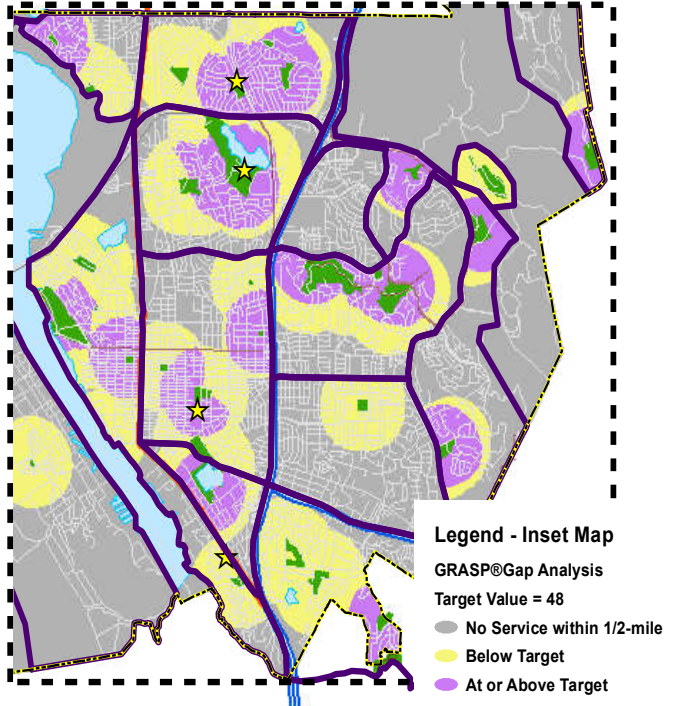 Legend - Inset Map
GRASP®Gap Analysis
Target Value = 48
No Service within 1/2-mile
Below Target
At or Above Target